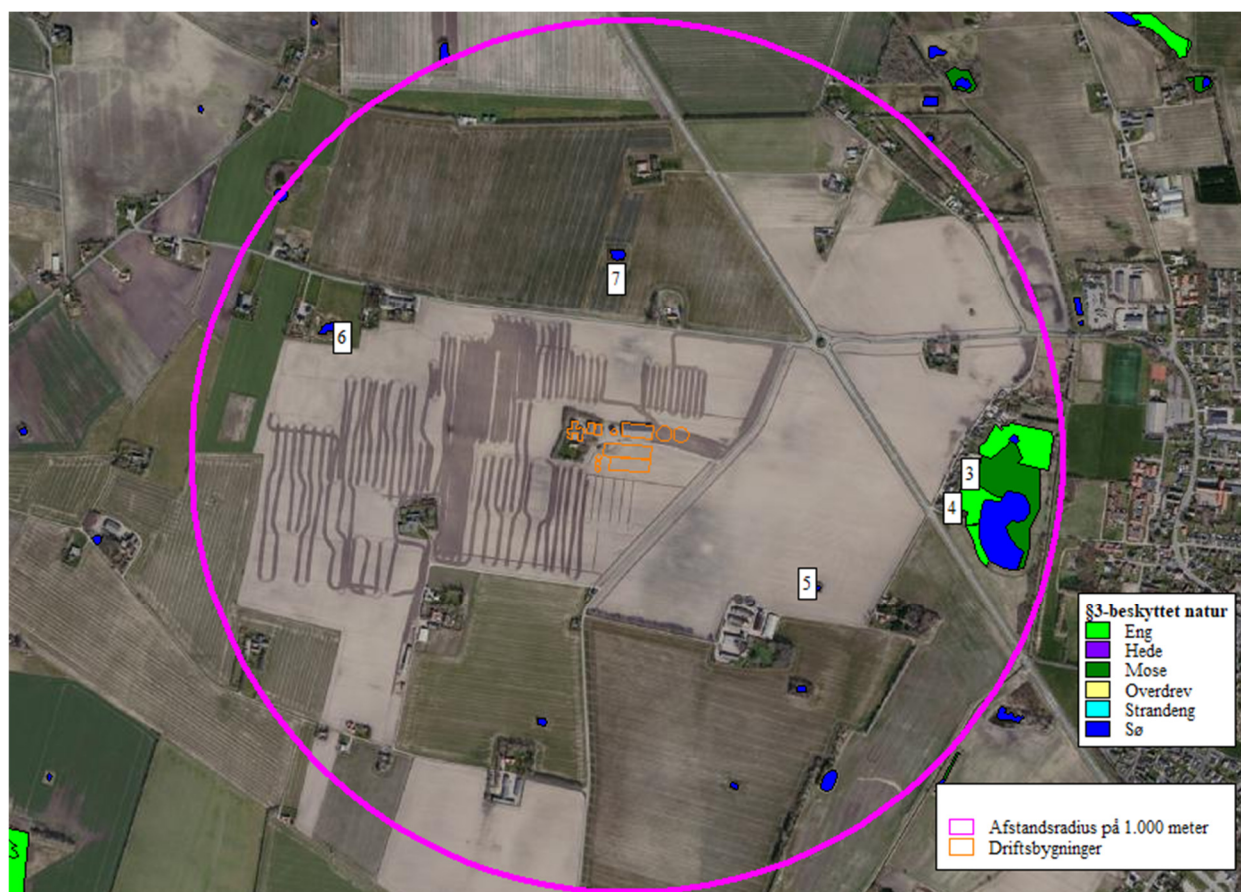 7
6
3
4
5
§3-beskyttet natur
Eng
Hede
Mose
Overdrev
Strandeng
Sø
Afstandsradius på 1.000 meter
Driftsbygninger